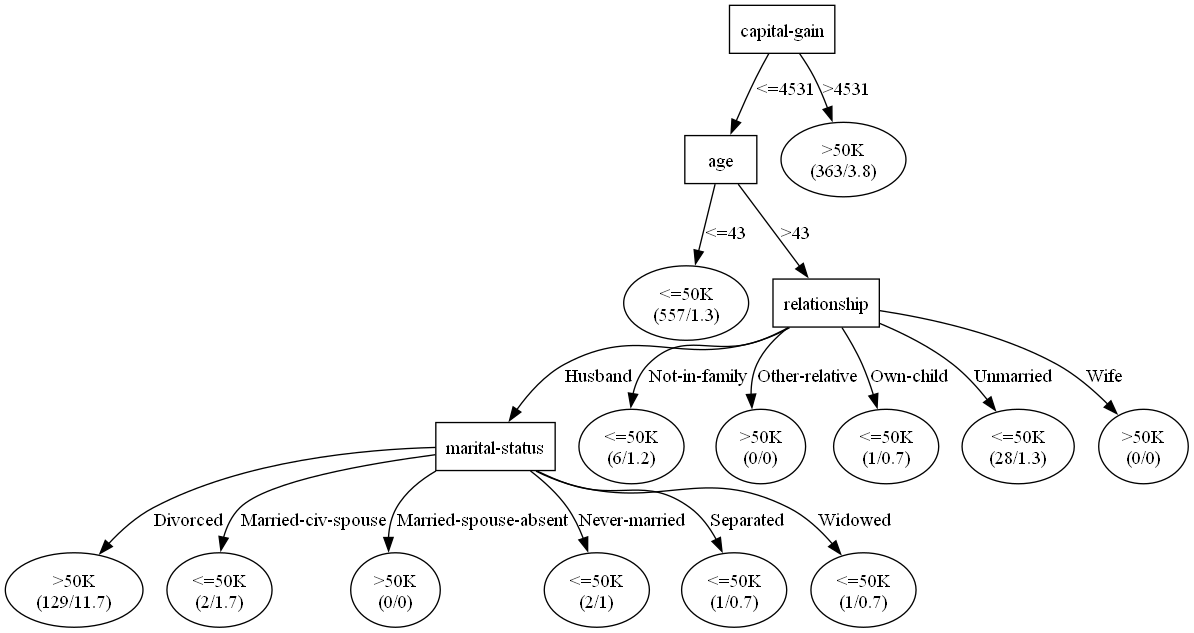 capital-gain
<=4531
>4531
age
>50K
(363/3.8)
<=43
>43
<=50K
(557/1.3)
relationship
Husband
Not-in-family
Other-relative
Own-child
Unmarried
Wife
marital-status
<=50K
(6/1.2)
>50K
(0/0)
<=50K
(1/0.7)
<=50K
(28/1.3)
>50K
(0/0)
Divorced
Married-civ-spouse
Married-spouse-absent
Never-married
Separated
Widowed
>50K
(129/11.7)
<=50K
(2/1.7)
>50K
(0/0)
<=50K
(2/1)
<=50K
(1/0.7)
<=50K
(1/0.7)